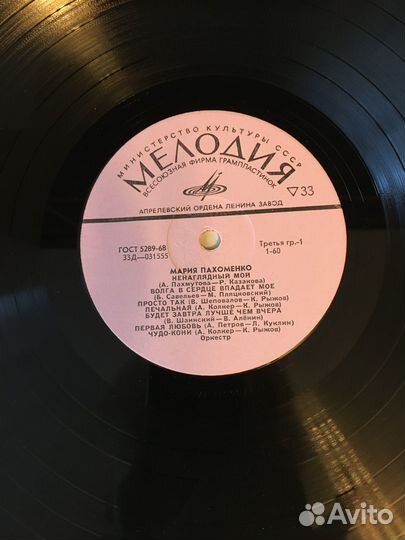 МИНИСТЕРСТВО КУЛЬТУРЫ СССР
МЕЛОДИЯ
ВСЕСОЮЗНАЯ ФИРМА ГРАМПЛАСТИНОК
33
АПРЕЛЕВСКИЙ ОРДЕНА ЛЕНИНА ЗАВОД
ГОСТ 5289-68
33Д—031555
Третья гр.-1
1-60
МАРИЯ ПАХОМЕНКО
НЕНАГЛЯДНЫЙ МОЙ
(А. Пахмутова—Р. Казакова)
ВОЛГА В СЕРДЦЕ ВПАДАЕТ МОЕ
(Б. Савельев—М. Пляцковский)
ПРОСТО ТАК (В. Шеповалов—К. Рыжов)
ПЕЧАЛЬНАЯ (А. Колкер—К. Рыжов)
БУДЕТ ЗАВТРА ЛУЧШЕ ЧЕМ ВЧЕРА
(В. Шаинский—В. Алёнин)
ПЕРВАЯ ЛЮБОВЬ (А. Петров—Л. Куклин)
ЧУДО-КОНИ (А. Колкер—К. Рыжов)
Оркестр
Avito